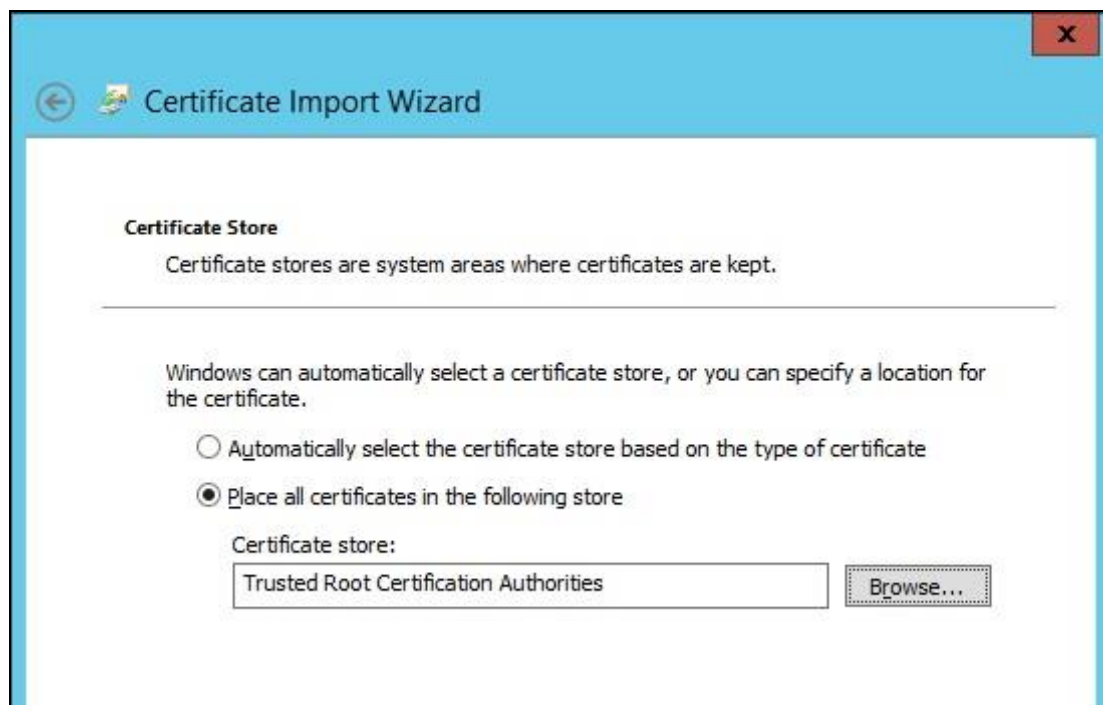 x
Certificate Import Wizard
Certificate Store
Certificate stores are system areas where certificates are kept.
Windows can automatically select a certificate store, or you can specify a location for
the certificate.
Automatically select the certificate store based on the type of certificate
Place all certificates in the following store
Certificate store:
Trusted Root Certification Authorities
Browse...